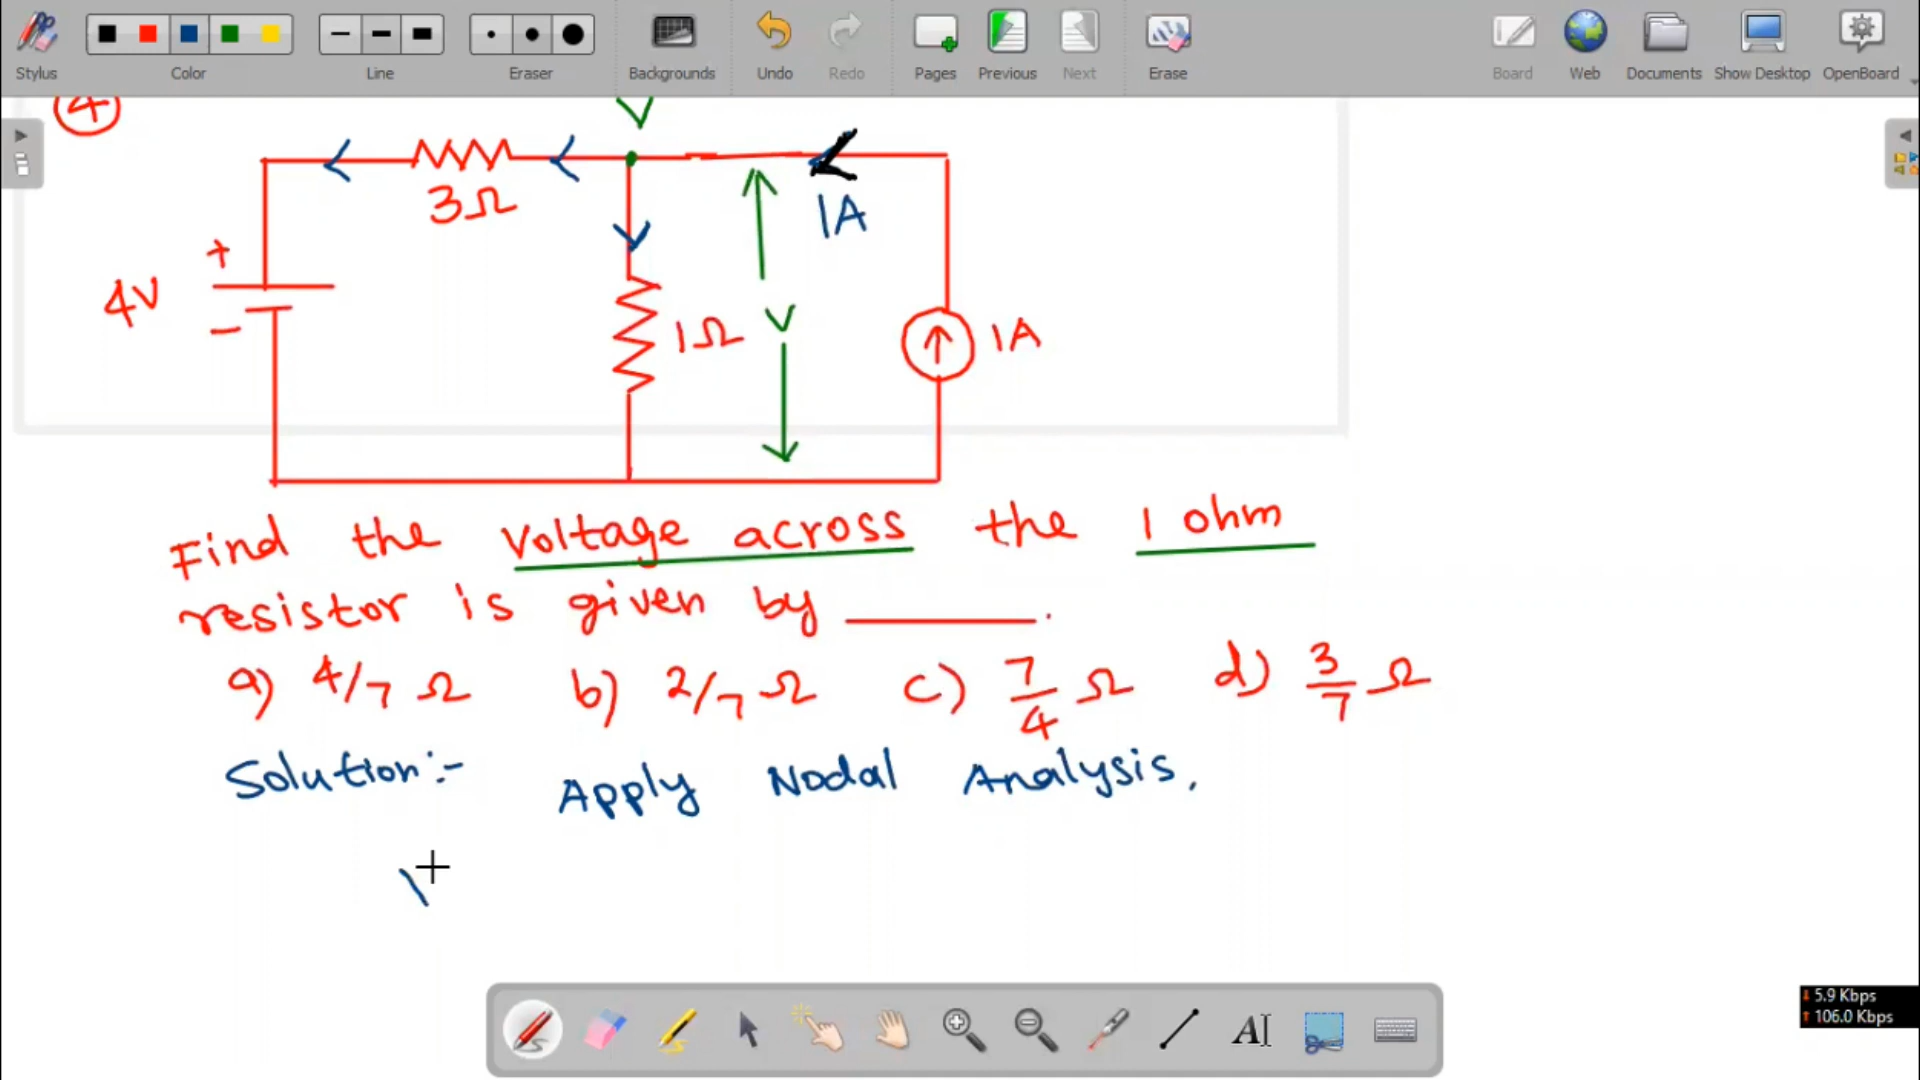 Stylus Color Line Eraser Backgrounds Undo Redo Pages Previous Next Erase Board Web Documents Show Desktop OpenBoard
4
V
3Ω
1A
4V
+
-
1Ω
V
1A
Find the voltage across the 1 ohm
resistor is given by ______.
a) 4/7 Ω b) 2/7 Ω c) 7/4 Ω d) 3/7 Ω
Solution:- Apply Nodal Analysis.
AI
5.9 Kbps
106.0 Kbps